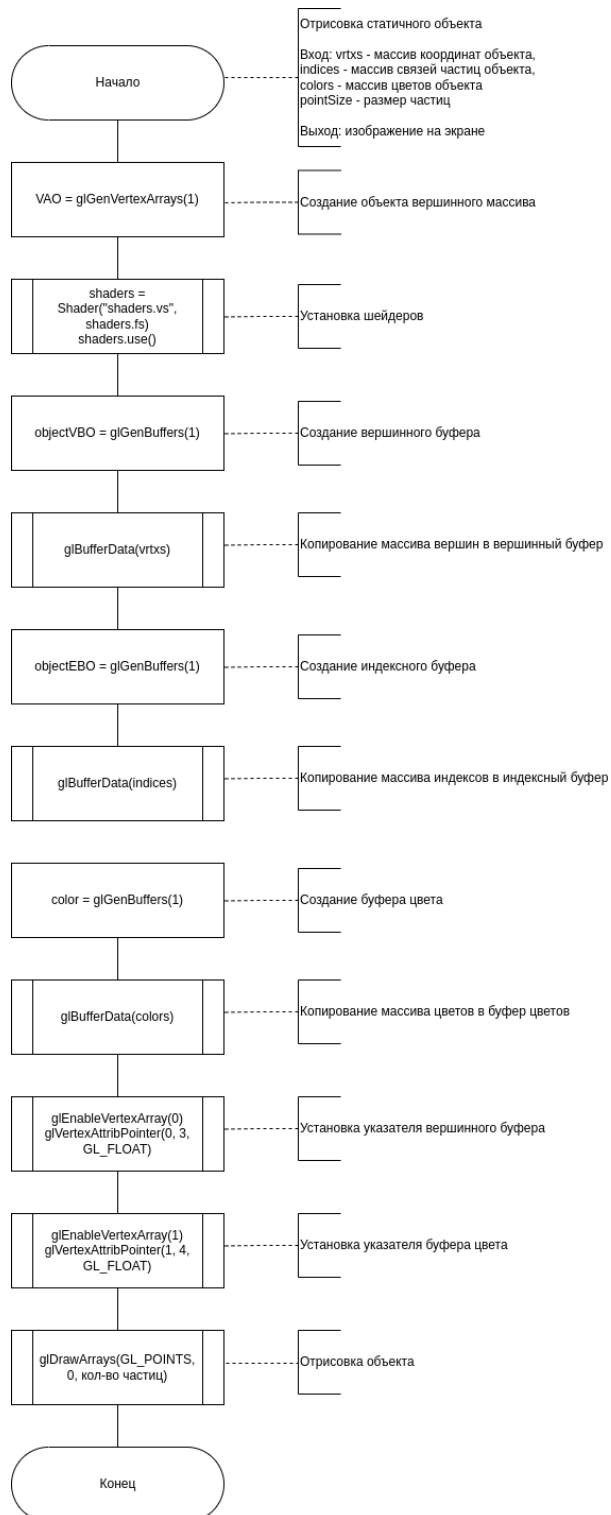 Отрисовка статичного объекта
Вход: vrtxs - массив координат объекта,
indices - массив связей частиц объекта,
colors - массив цветов объекта
pointSize - размер частиц
Выход: изображение на экране
Начало
VAO = glGenVertexArrays(1)
Создание объекта вершинного массива
shaders =
Shader("shaders.vs",
shaders.fs)
shaders.use()
Установка шейдеров
objectVBO = glGenBuffers(1)
Создание вершинного буфера
glBufferData(vrtxs)
Копирование массива вершин в вершинный буфер
objectEBO = glGenBuffers(1)
Создание индексного буфера
glBufferData(indices)
Копирование массива индексов в индексный буфер
color = glGenBuffers(1)
Создание буфера цвета
glBufferData(colors)
Копирование массива цветов в буфер цветов
glEnableVertexArray(0)
glVertexAttribPointer(0, 3,
GL_FLOAT)
Установка указателя вершинного буфера
glEnableVertexArray(1)
glVertexAttribPointer(1, 4,
GL_FLOAT)
Установка указателя буфера цвета
glDrawArrays(GL_POINTS,
0, кол-во частиц)
Отрисовка объекта
Конец